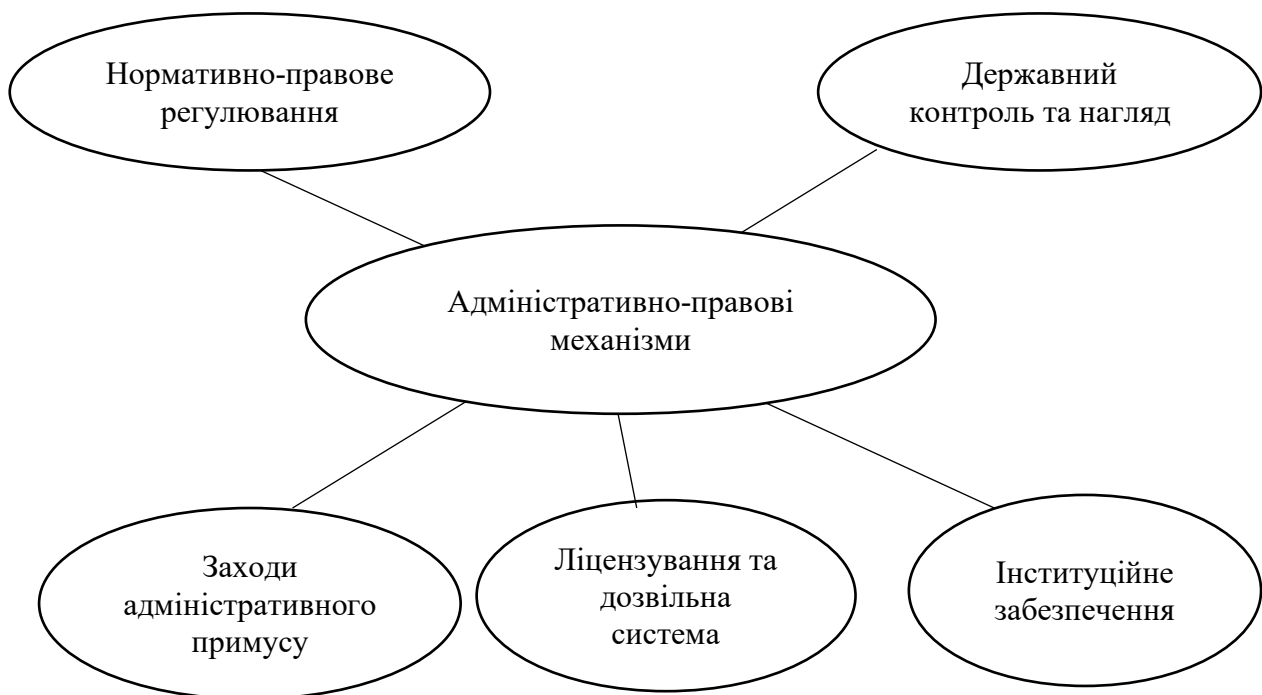 Нормативно-правове
регулювання
Державний
контроль та нагляд
Адміністративно-правові
механізми
Заходи
адміністративного
примусу
Ліцензування та
дозвільна
система
Інституційне
забезпечення